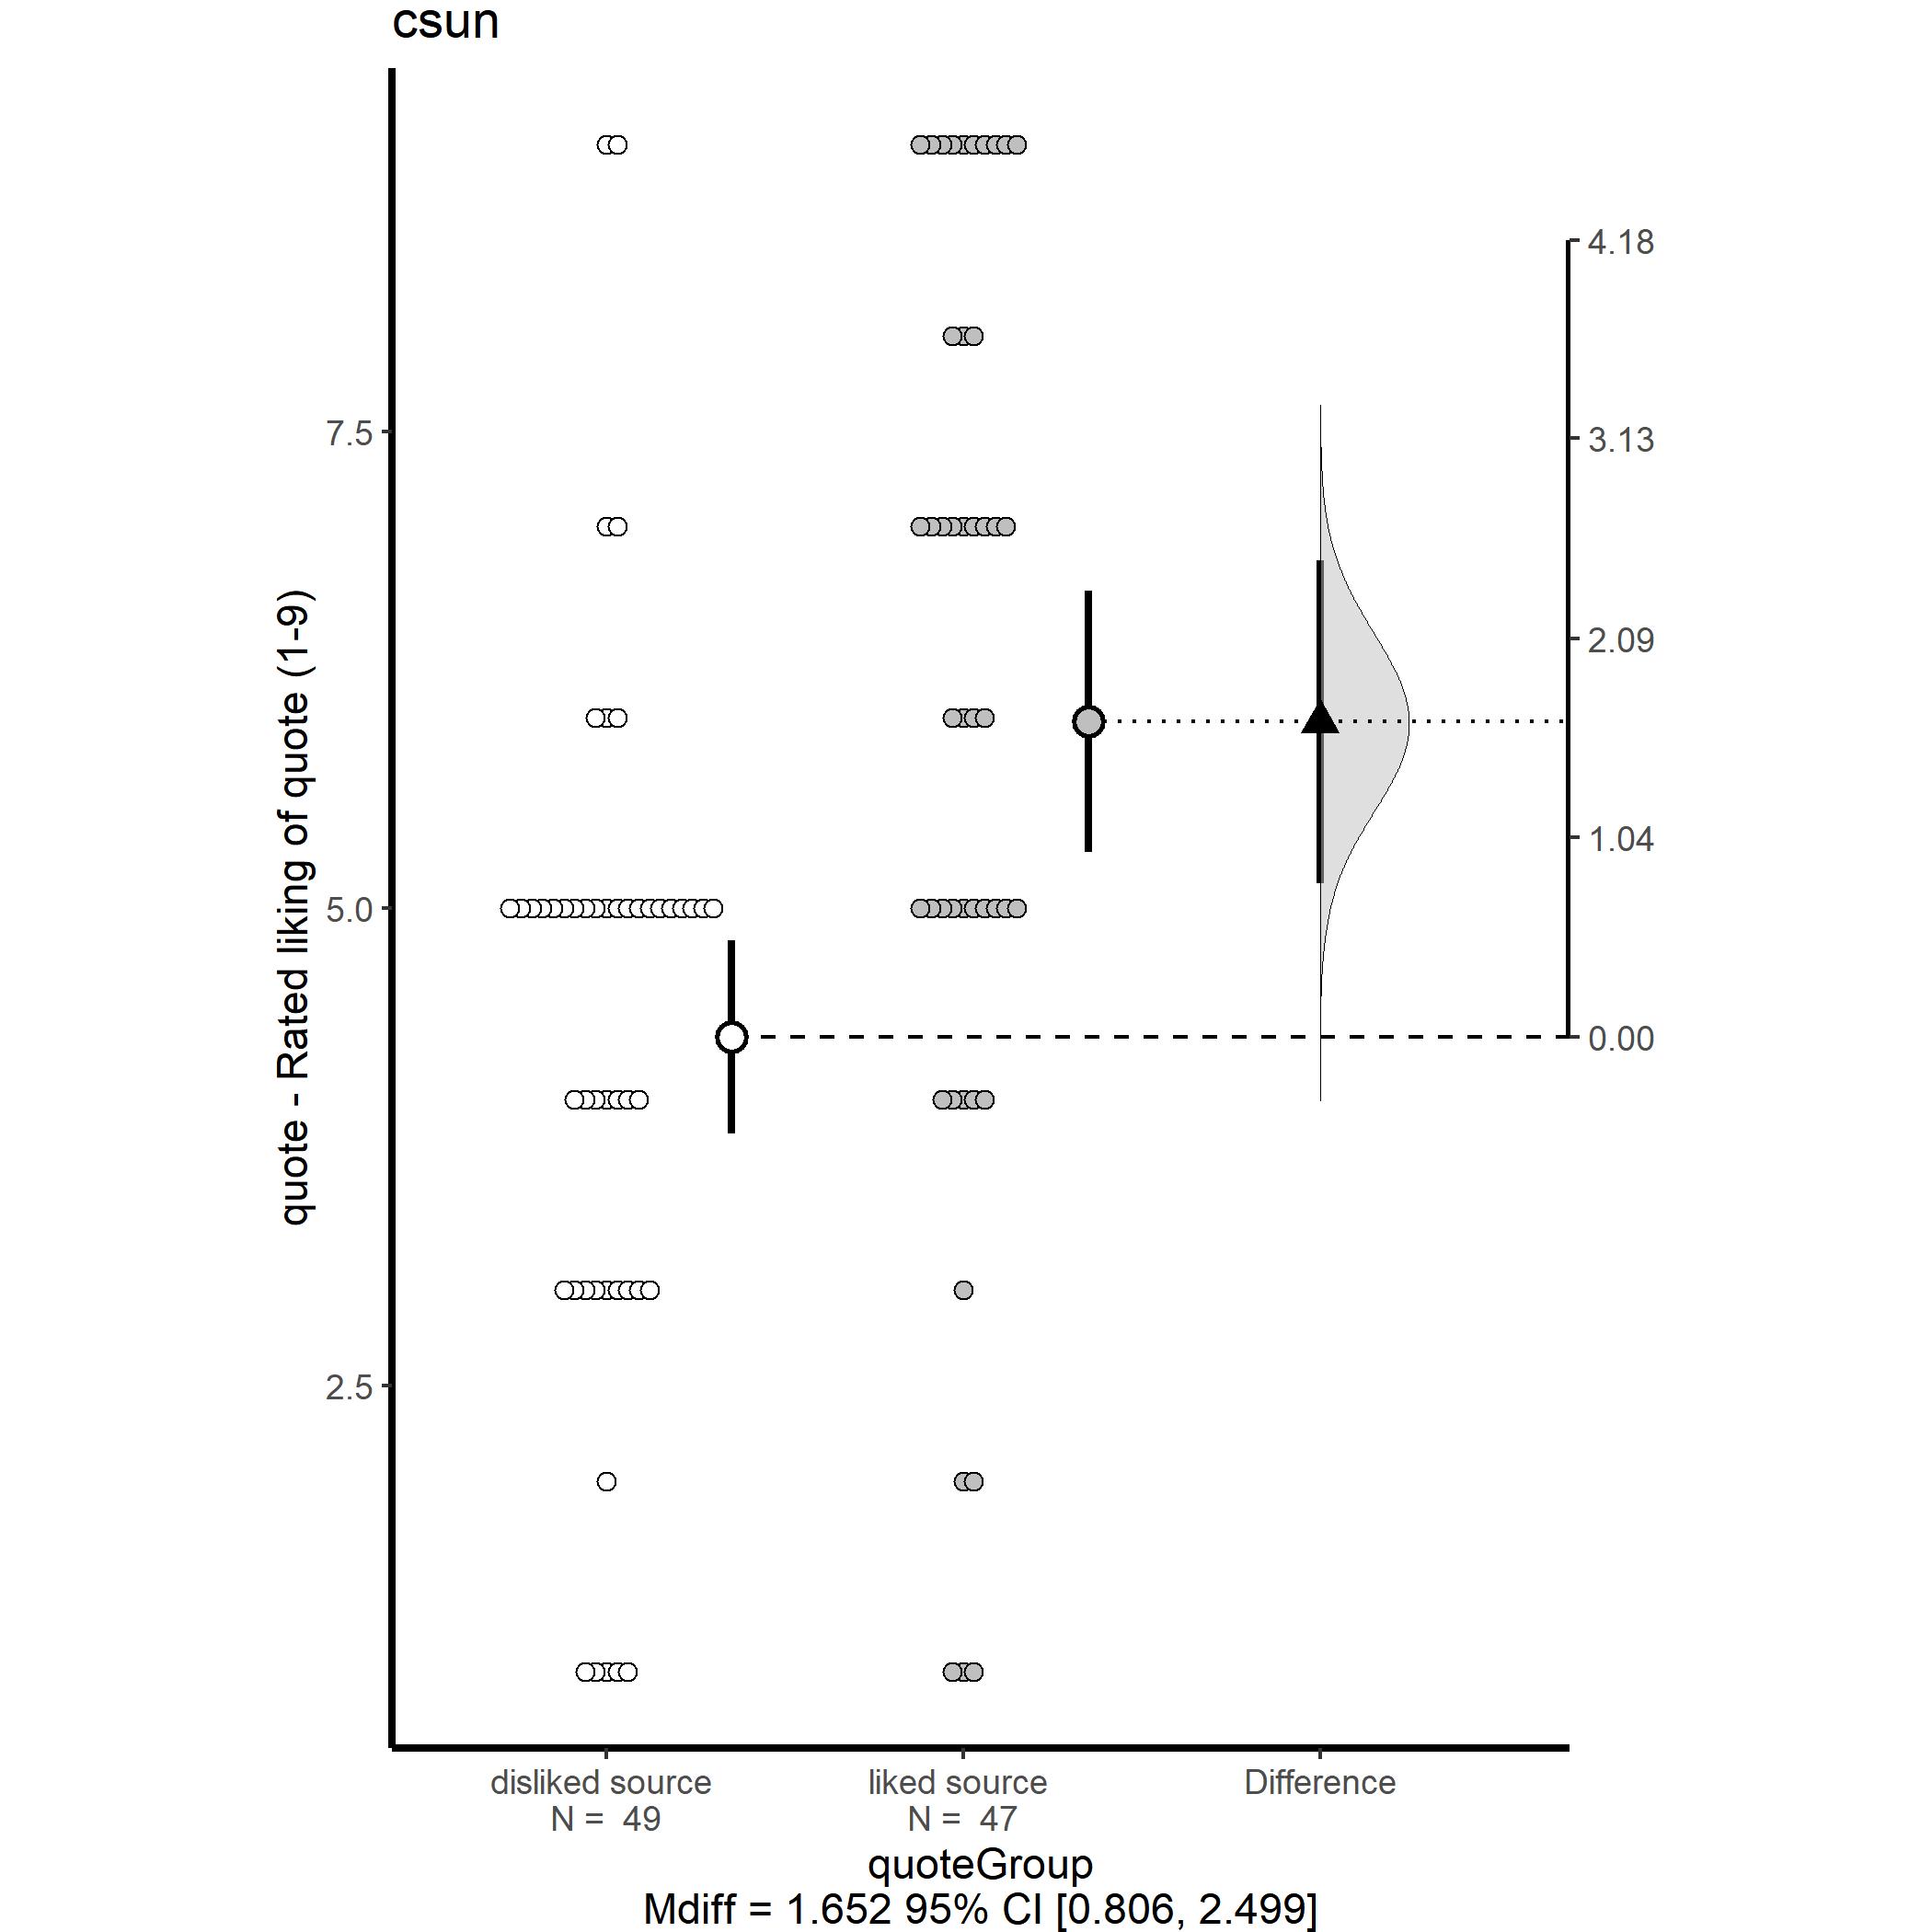 csun
quote - Rated liking of quote (1-9)
7.5
5.0
2.5
4.18
3.13
2.09
1.04
0.00
disliked source
N =  49
liked source
N =  47
Difference
quoteGroup
Mdiff = 1.652 95% CI [0.806, 2.499]